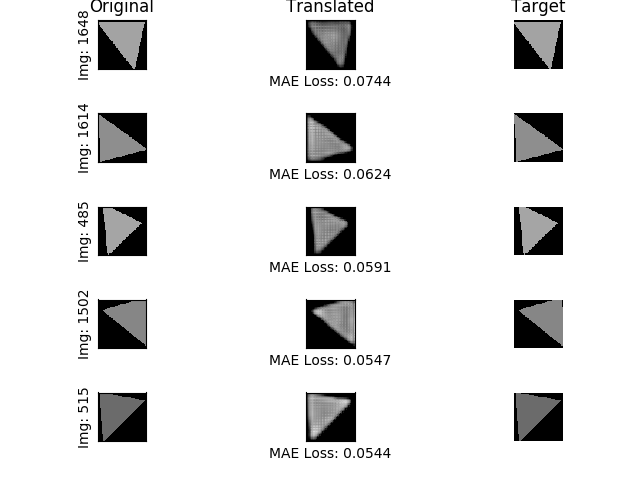 Original Translated Target
Img: 1648
MAE Loss: 0.0744
Img: 1614
MAE Loss: 0.0624
Img: 485
MAE Loss: 0.0591
Img: 1502
MAE Loss: 0.0547
Img: 515
MAE Loss: 0.0544